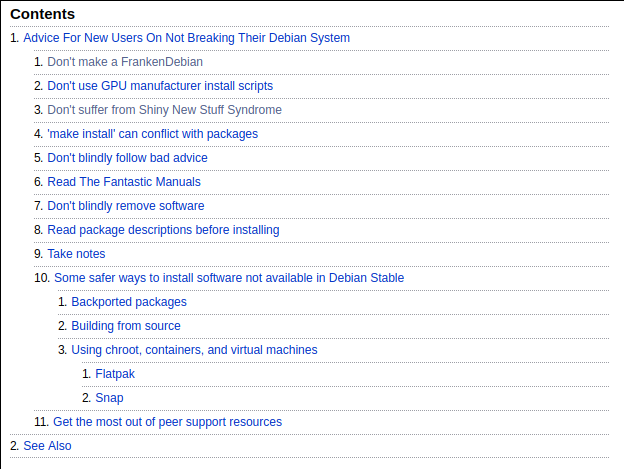 Contents
1. Advice For New Users On Not Breaking Their Debian System
1. Don't make a FrankenDebian
2. Don't use GPU manufacturer install scripts
3. Don't suffer from Shiny New Stuff Syndrome
4. 'make install' can conflict with packages
5. Don't blindly follow bad advice
6. Read The Fantastic Manuals
7. Don't blindly remove software
8. Read package descriptions before installing
9. Take notes
10. Some safer ways to install software not available in Debian Stable
1. Backported packages
2. Building from source
3. Using chroot, containers, and virtual machines
1. Flatpak
2. Snap
11. Get the most out of peer support resources
2. See Also